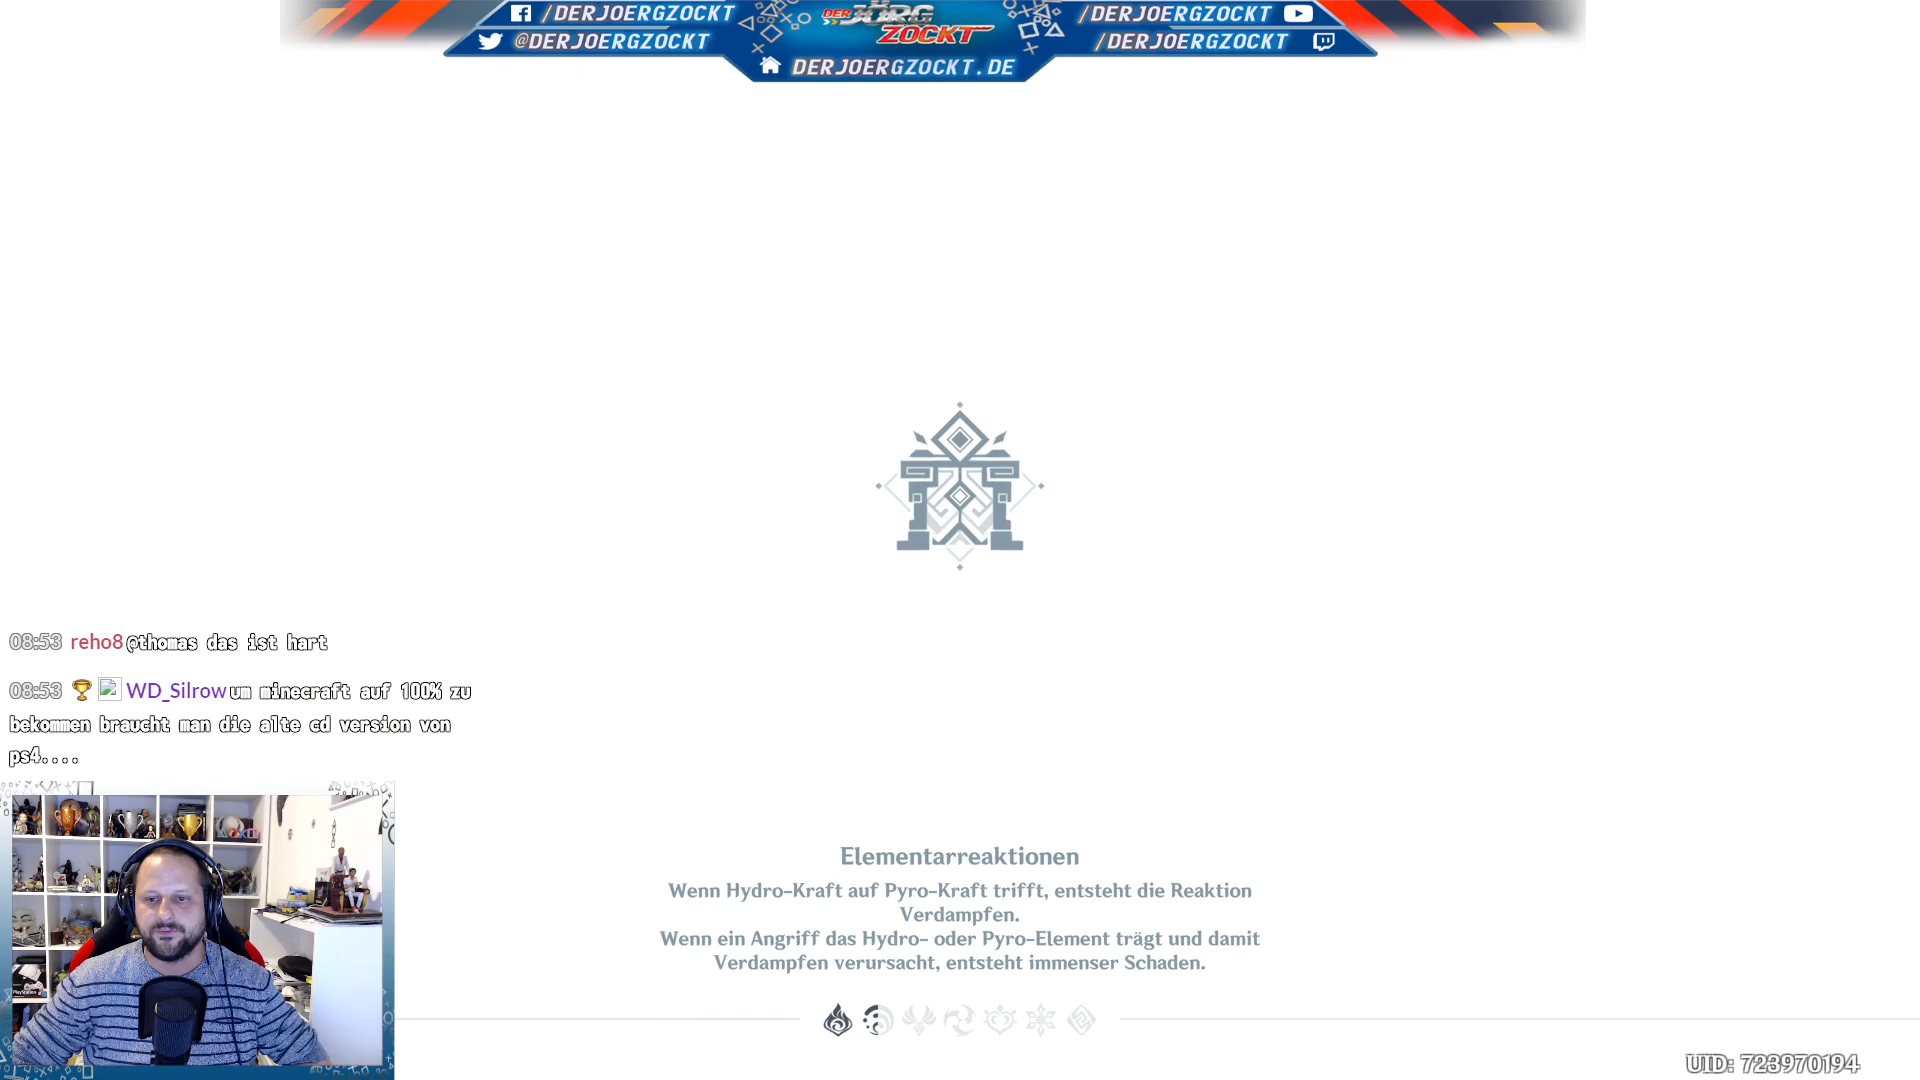 /DERJOERGZOCKT
@DERJOERGZOCKT
DER JÖRG
ZOCKT
/DERJOERGZOCKT
/DERJOERGZOCKT
DERJOERGZOCKT.DE
08:53 reho8 @thomas das ist hart
08:53 WD_Silrow um minecraft auf 100% zu
bekommen braucht man die alte cd version von
ps4....
Elementarreaktionen
Wenn Hydro-Kraft auf Pyro-Kraft trifft, entsteht die Reaktion
Verdampfen.
Wenn ein Angriff das Hydro- oder Pyro-Element trägt und damit
Verdampfen verursacht, entsteht immenser Schaden.
PlayStation
UID: 723970194